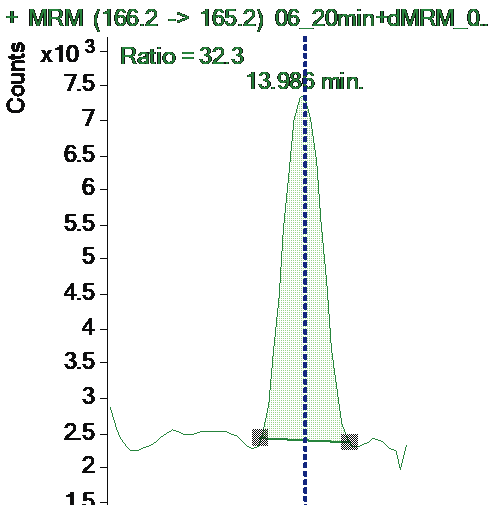 + MRM (166.2 -> 165.2) 06_20min+dMRM_0..
Counts
x10 3
Ratio = 32.3
13.986 min.
7.5
7
6.5
6
5.5
5
4.5
4
3.5
3
2.5
2
1.5